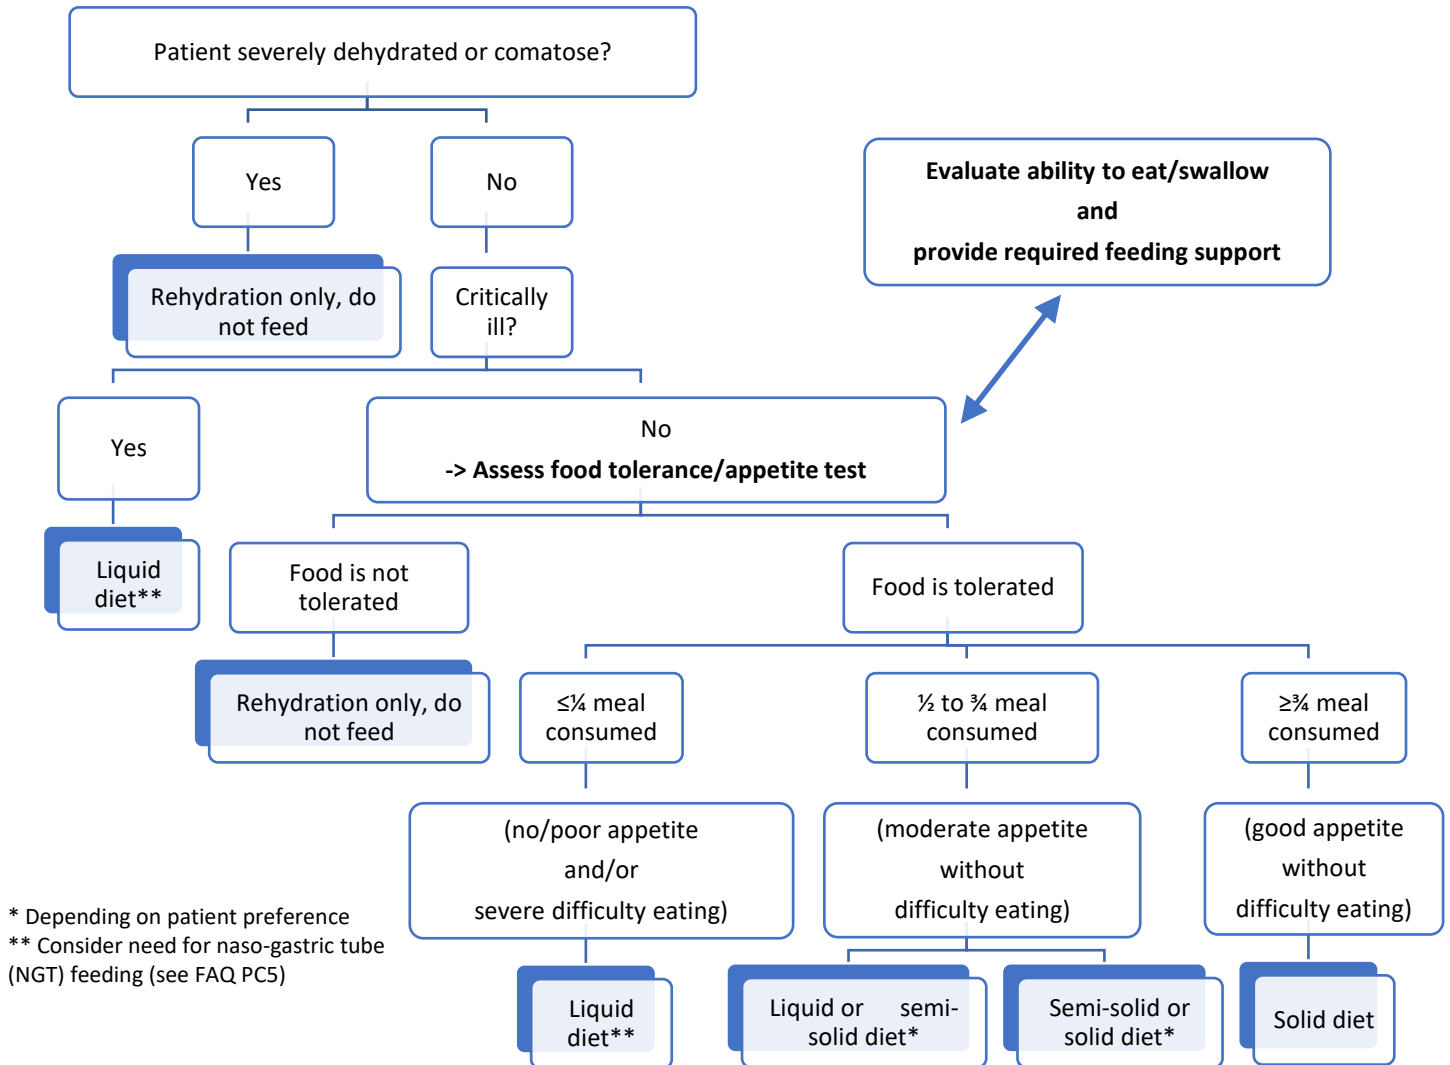 Patient severely dehydrated or comatose?
Yes
No
Evaluate ability to eat/swallow
and
provide required feeding support
Rehydration only, do
not feed
Critically
ill?
Yes
No
-> Assess food tolerance/appetite test
Liquid
diet**
Food is not
tolerated
Food is tolerated
Rehydration only, do
not feed
≤¼ meal
consumed
½ to ¾ meal
consumed
≥¾ meal
consumed
(no/poor appetite
and/or
severe difficulty eating)
(moderate appetite
without
difficulty eating)
(good appetite
without
difficulty eating)
Liquid
diet**
Liquid or semi-
solid diet*
Semi-solid or
solid diet*
Solid diet
* Depending on patient preference
** Consider need for naso-gastric tube
(NGT) feeding (see FAQ PC5)